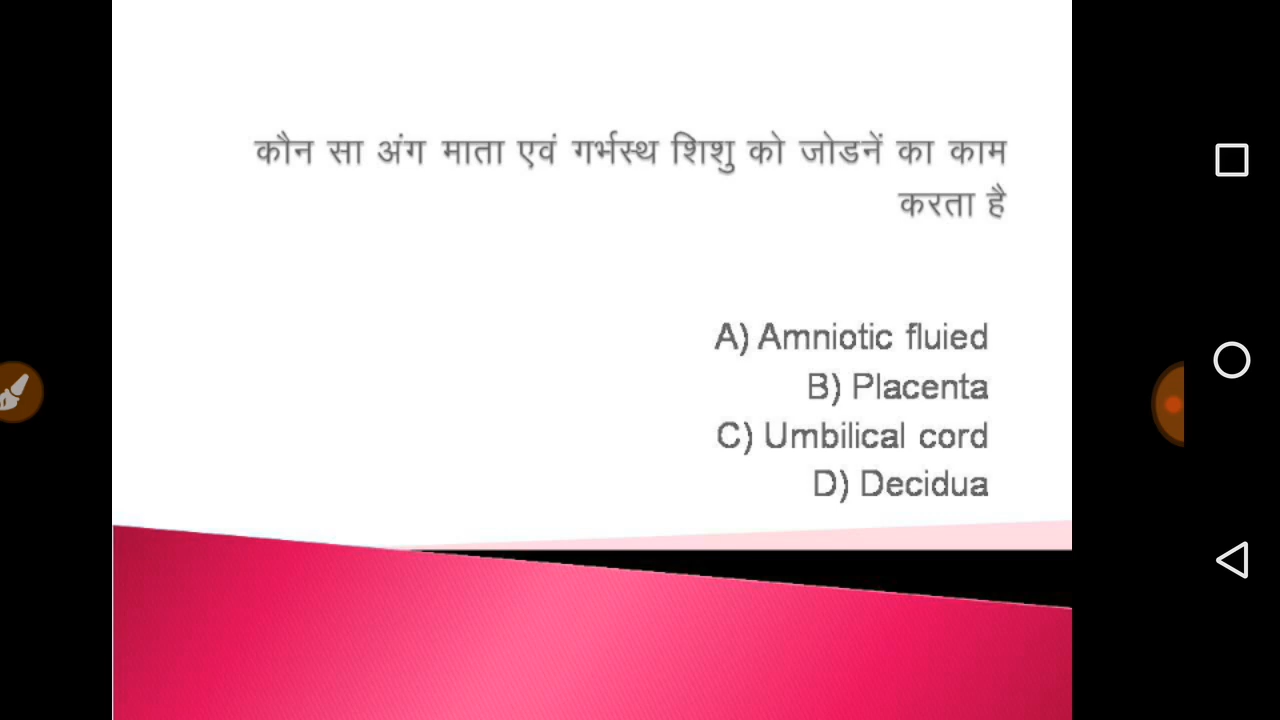 कौन सा अंग माता एवं गर्भस्थ शिशु को जोडनें का काम
करता है
A) Amniotic fluied
B) Placenta
C) Umbilical cord
D) Decidua